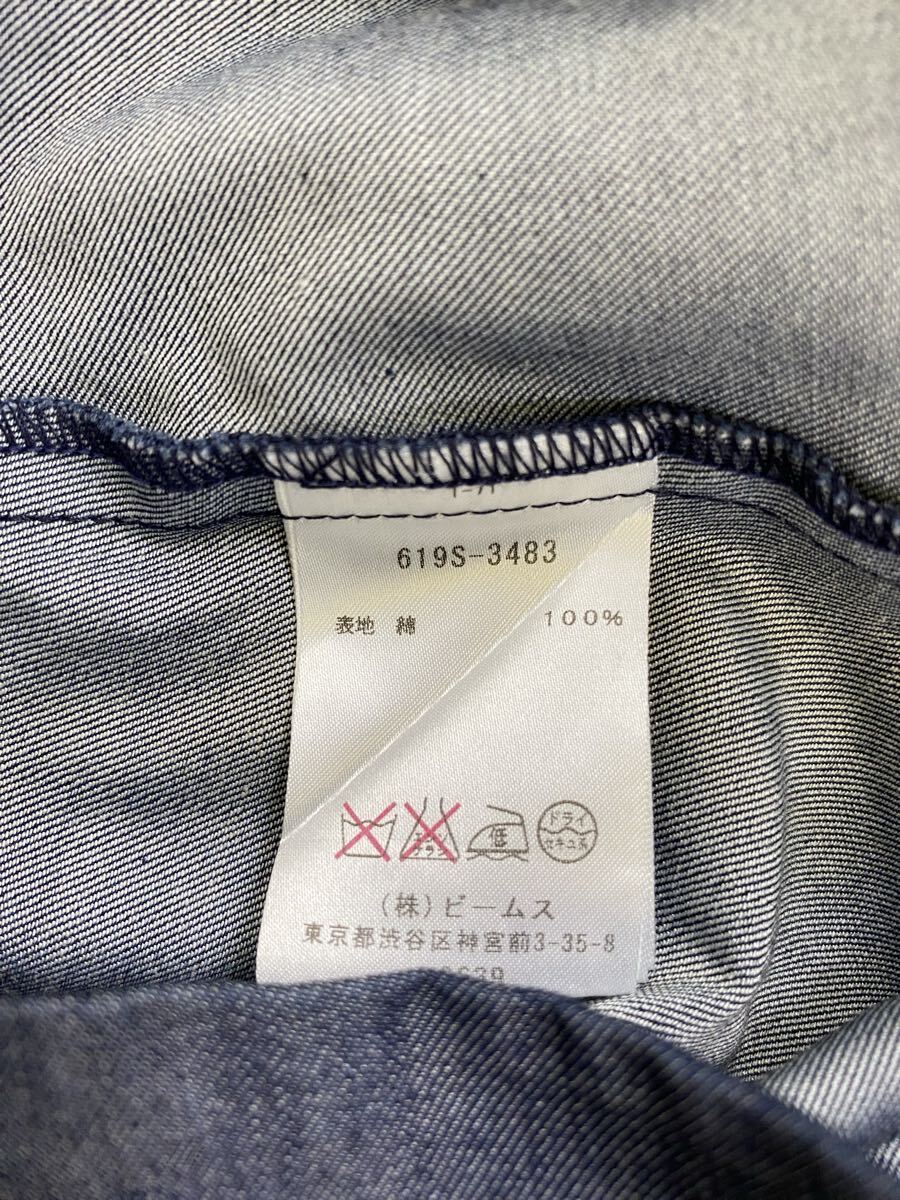 619S-3483
表地 綿 100%
低 ドライ
セキユ系
(株)ビームス
東京都渋谷区神宮前3-35-8